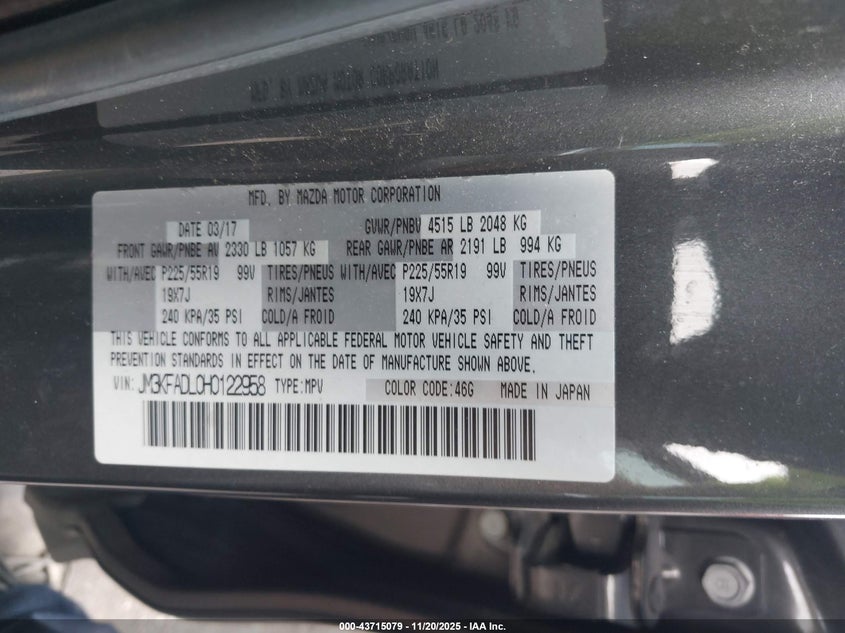 MFD. BY MAZDA MOTOR CORPORATION
DATE 03/17 GVWR/PNBV 4515 LB 2048 KG
FRONT GAWR/PNBE AV 2330 LB 1057 KG REAR GAWR/PNBE AR 2191 LB 994 KG
WITH/AVEC P225/55R19 99V TIRES/PNEUS WITH/AVEC P225/55R19 99V TIRES/PNEUS
19X7J RIMS/JANTES 19X7J RIMS/JANTES
240 KPA/35 PSI COLD/A FROID 240 KPA/35 PSI COLD/A FROID
THIS VEHICLE CONFORMS TO ALL APPLICABLE FEDERAL MOTOR VEHICLE SAFETY AND THEFT
PREVENTION STANDARDS IN EFFECT ON THE DATE OF MANUFACTURE SHOWN ABOVE.
VIN: JM3KFADL0H0122958 TYPE:MPV COLOR CODE:46G MADE IN JAPAN
000-43715079 - 11/20/2025 - IAA Inc.